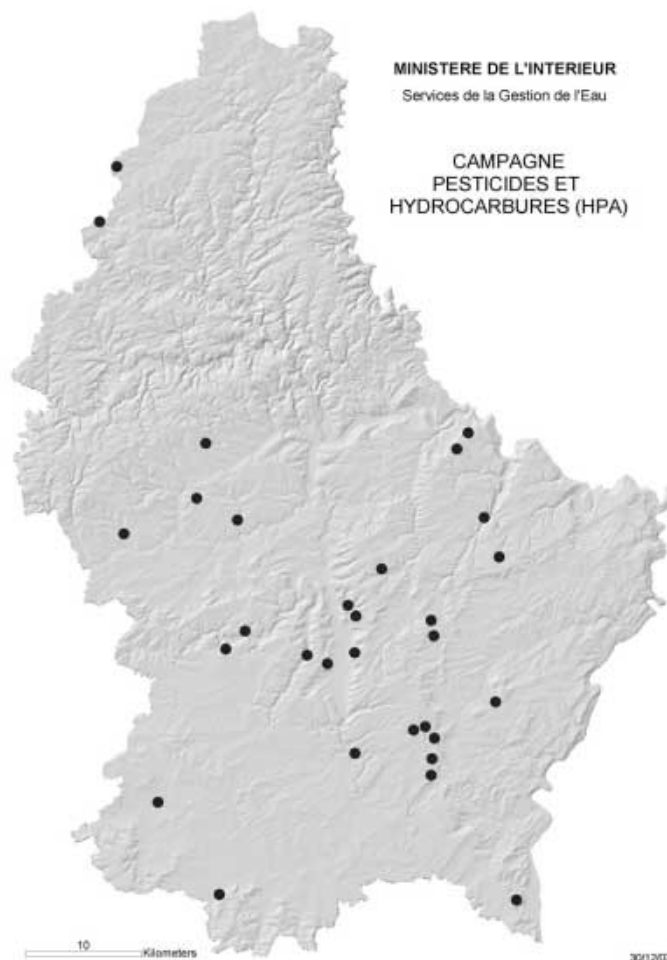 MINISTERE DE L'INTERIEUR
Services de la Gestion de l'Eau
CAMPAGNE
PESTICIDES ET
HYDROCARBURES (HPA)
10
Kilometers